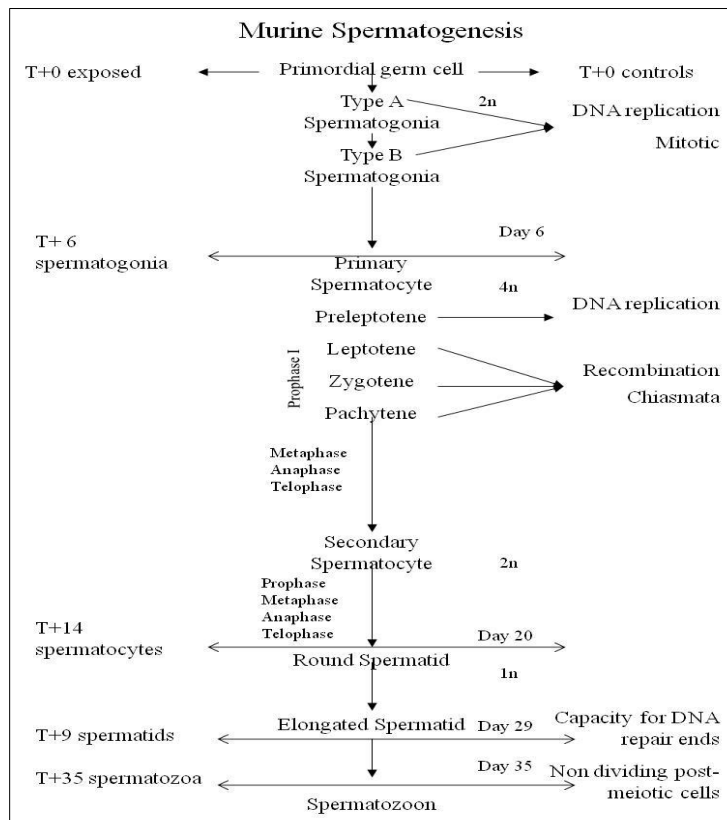 Murine Spermatogenesis
T+0 exposed
Primordial germ cell
T+0 controls
Type A
Spermatogonia
2n
DNA replication
Mitotic
Type B
Spermatogonia
T+ 6
spermatogonia
Day 6
Primary
Spermatocyte
4n
Preleptotene
DNA replication
Prophase I
Leptotene
Zygotene
Pachytene
Recombination
Chiasmata
Metaphase
Anaphase
Telophase
Secondary
Spermatocyte
2n
Prophase
Metaphase
Anaphase
Telophase
T+14
spermatocytes
Day 20
Round Spermatid
1n
T+9 spermatids
Elongated Spermatid
Day 29
Capacity for DNA
repair ends
T+35 spermatozoa
Day 35
Non dividing post-
meiotic cells
Spermatozoon